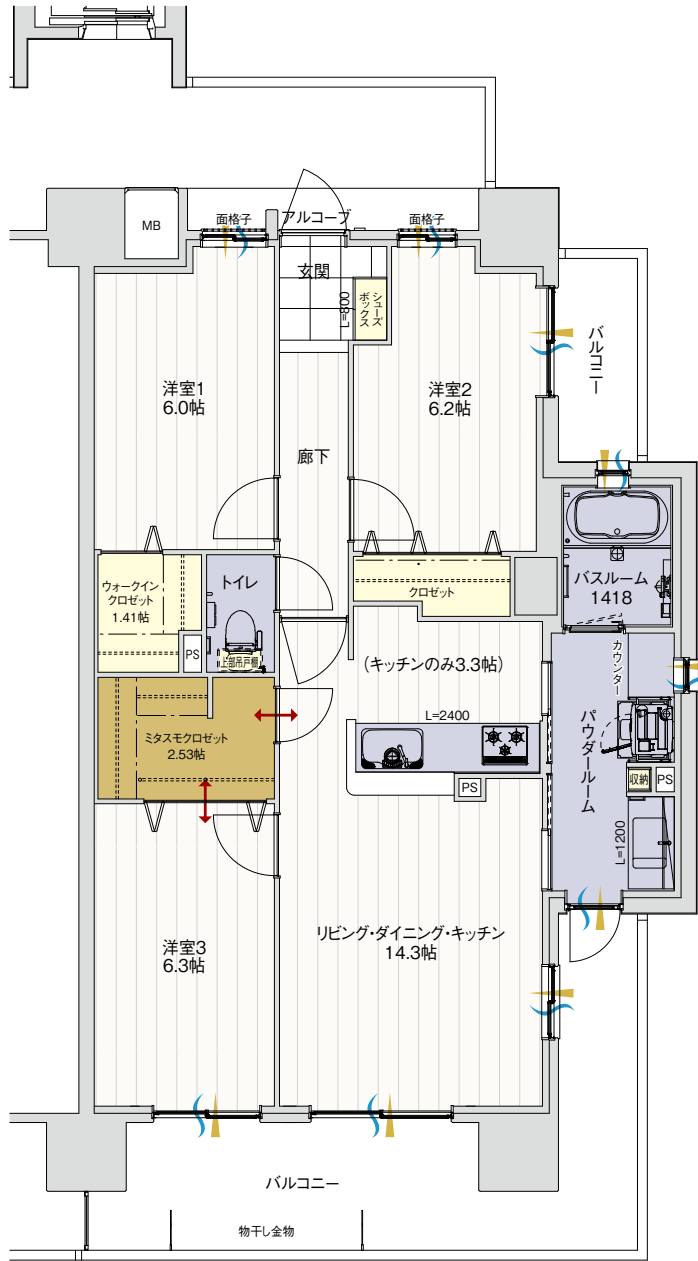 MB
面格子
アルコーブ
面格子
玄関
L=800
シューズ
ボックス
バルコニー
洋室1
6.0帖
洋室2
6.2帖
廊下
ウォークイン
クロゼット
1.41帖
トイレ
上部吊戸棚
PS
クロゼット
バスルーム
1418
(キッチンのみ3.3帖)
カウンター
L=2400
パウダールーム
ミタスモクロゼット
2.53帖
PS
収納
PS
L=1200
洋室3
6.3帖
リビング・ダイニング・キッチン
14.3帖
バルコニー
物干し金物